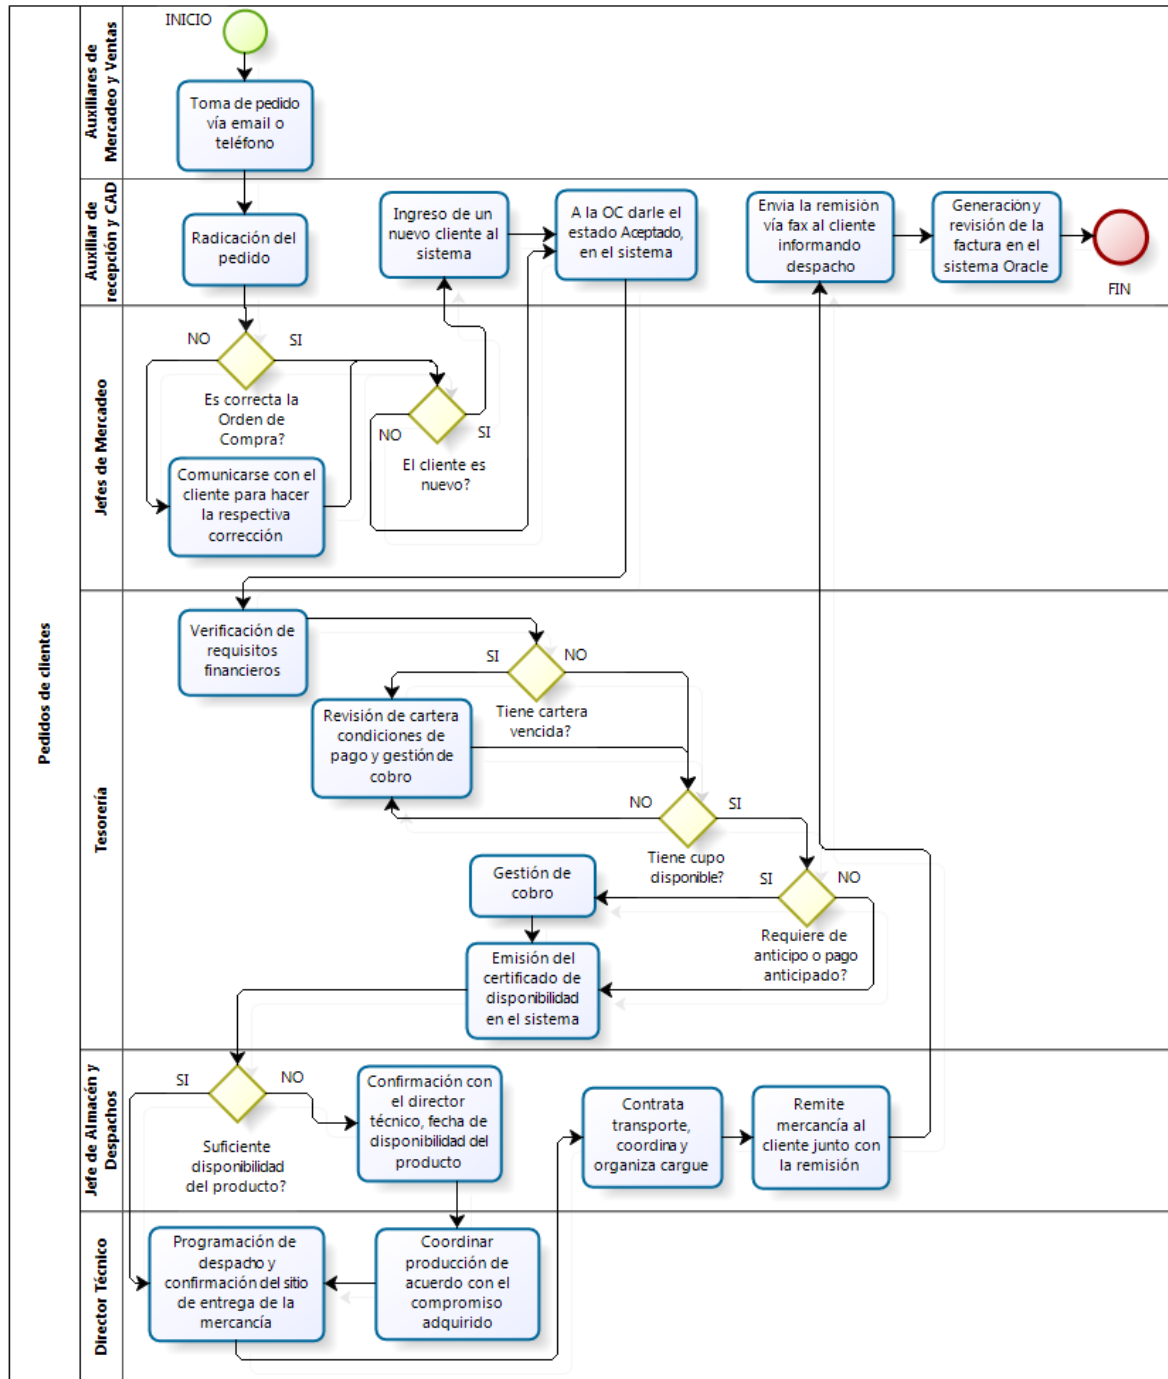 Pedidos de clientes
Auxiliares de
Mercadeo y Ventas
INICIO
Toma de pedido
vía email o
teléfono
Auxiliar de
recepción y CAD
Radicación del
pedido
Ingreso de un
nuevo cliente al
sistema
A la OC darle el
estado Aceptado,
en el sistema
Envia la remisión
vía fax al cliente
informando
despacho
Generación y
revisión de la
factura en el
sistema Oracle
FIN
Jefes de Mercadeo
NO
SI
Es correcta la
Orden de
Compra?
Comunicarse con el
cliente para hacer
la respectiva
corrección
NO
SI
El cliente es
nuevo?
Tesorería
Verificación de
requisitos
financieros
SI
NO
Tiene cartera
vencida?
Revisión de cartera
condiciones de
pago y gestión de
cobro
NO
SI
Tiene cupo
disponible?
SI
NO
Requiere de
anticipo o pago
anticipado?
Gestión de
cobro
Emisión del
certificado de
disponibilidad
en el sistema
Jefe de Almacén y
Despachos
SI
NO
Suficiente
disponibilidad
del producto?
Confirmación con
el director
técnico, fecha de
disponibilidad del
producto
Contrata
transporte,
coordina y
organiza cargue
Remite
mercancía al
cliente junto con
la remisión
Director Técnico
Programación de
despacho y
confirmación del sitio
de entrega de la
mercancía
Coordinar
producción de
acuerdo con el
compromiso
adquirido